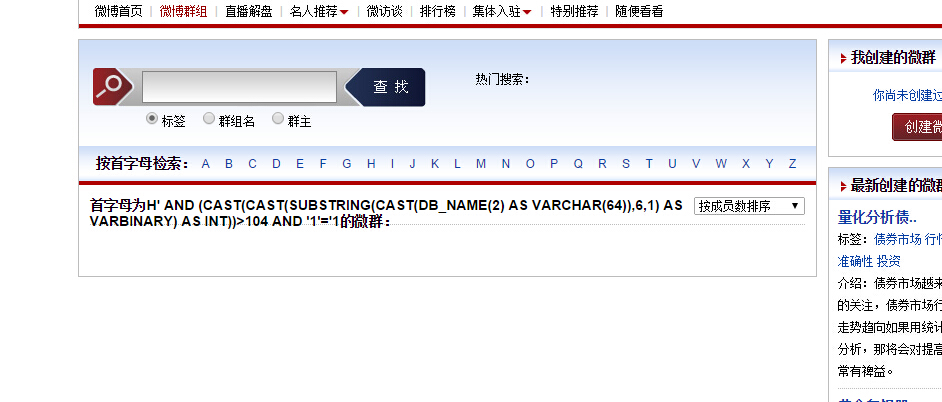 微博首页 | 微博群组 | 直播解盘 | 名人推荐 | 微访谈 | 排行榜 | 集体入驻 | 特别推荐 | 随便看看
查 找
热门搜索:
标签 群组名 群主
按首字母检索: A B C D E F G H I J K L M N O P Q R S T U V W X Y Z
首字母为H' AND (CAST(CAST(SUBSTRING(CAST(DB_NAME(2) AS VARCHAR(64)),6,1) AS
VARBINARY) AS INT))>104 AND '1'='1的微群:
按成员数排序
我创建的微群
你尚未创建过
创建微
最新创建的微群
量化分析债..
标签: 债券市场 行情
准确性 投资
介绍: 债券市场越来
的关注, 债券市场行
走势趋向如果用统计
分析, 那将会对提高
常有裨益。